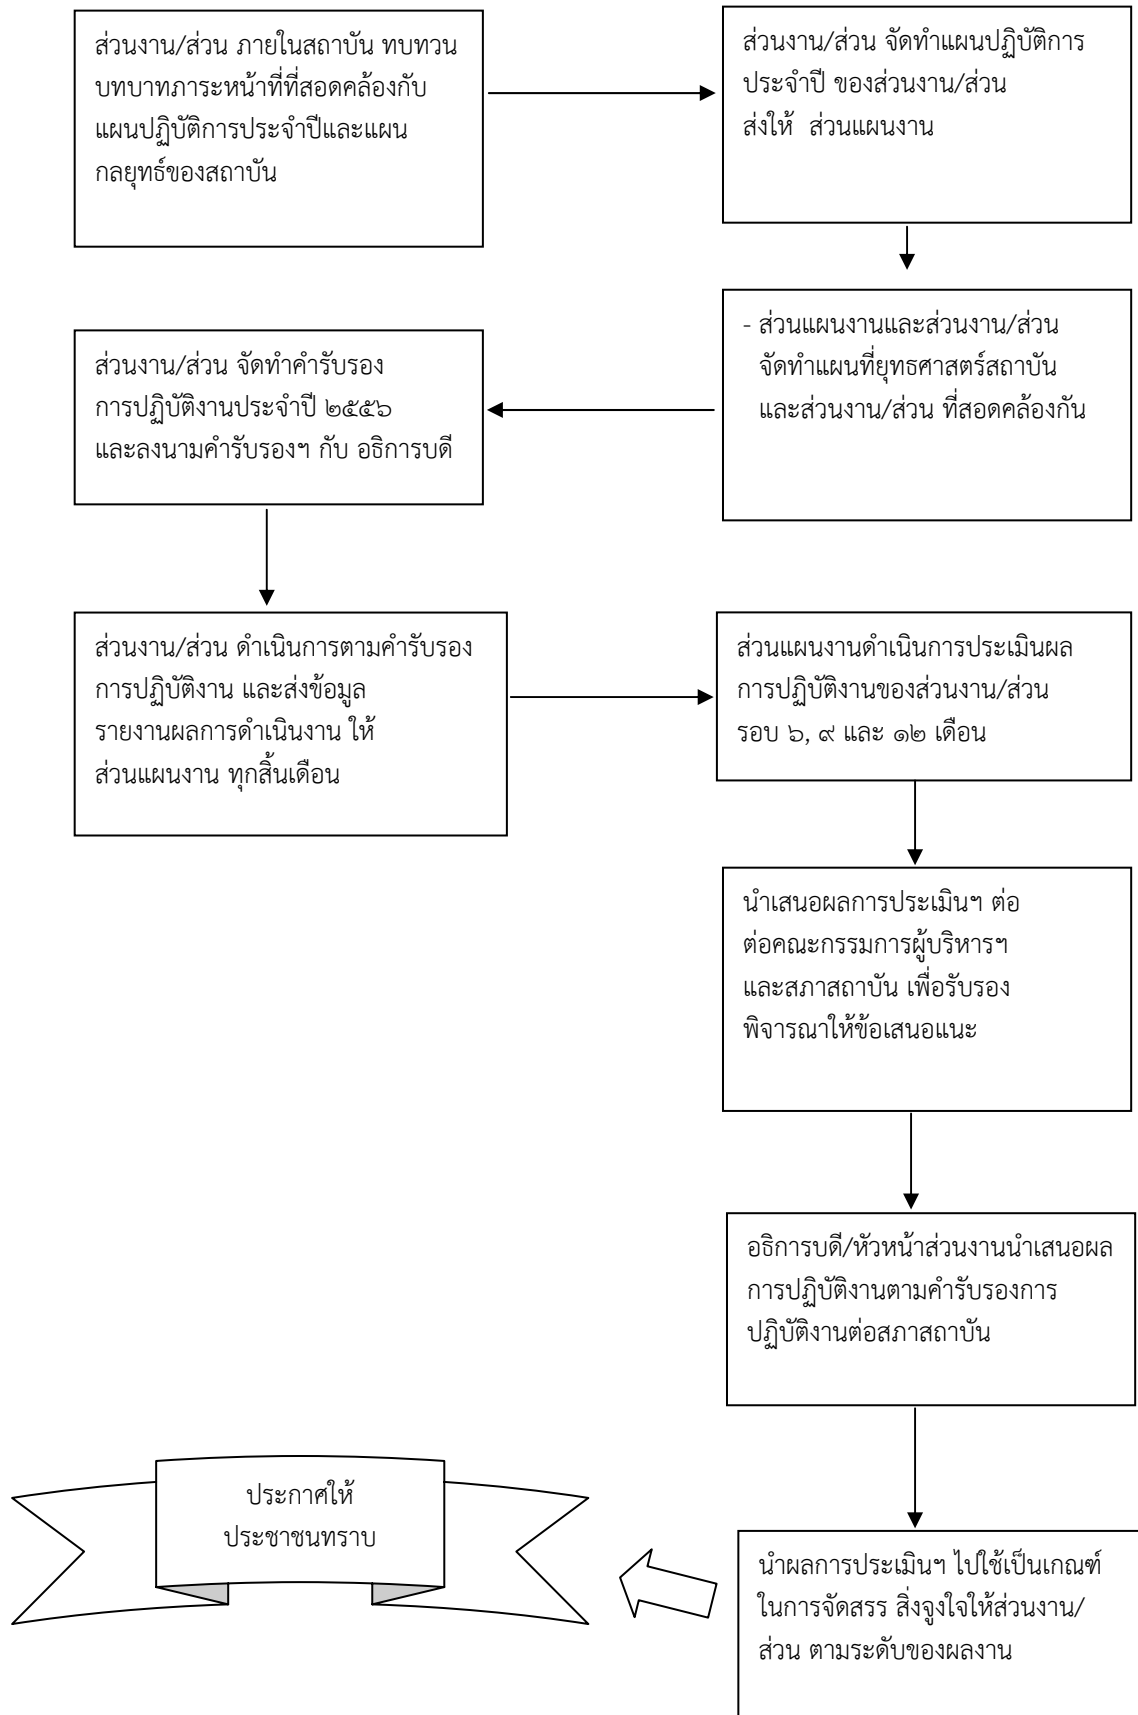 ส่วนงาน/ส่วน ภายในสถาบัน ทบทวน
บทบาทภาระหน้าที่ที่สอดคล้องกับ
แผนปฏิบัติการประจำปีและแผน
กลยุทธ์ของสถาบัน
ส่วนงาน/ส่วน จัดทำแผนปฏิบัติการ
ประจำปี ของส่วนงาน/ส่วน
ส่งให้ ส่วนแผนงาน
- ส่วนแผนงานและส่วนงาน/ส่วน
จัดทำแผนที่ยุทธศาสตร์สถาบัน
และส่วนงาน/ส่วน ที่สอดคล้องกัน
ส่วนงาน/ส่วน จัดทำคำรับรอง
การปฏิบัติงานประจำปี ๒๕๕๖
และลงนามคำรับรองฯ กับ อธิการบดี
ส่วนงาน/ส่วน ดำเนินการตามคำรับรอง
การปฏิบัติงาน และส่งข้อมูล
รายงานผลการดำเนินงาน ให้
ส่วนแผนงาน ทุกสิ้นเดือน
ส่วนแผนงานดำเนินการประเมินผล
การปฏิบัติงานของส่วนงาน/ส่วน
รอบ ๖, ๙ และ ๑๒ เดือน
นำเสนอผลการประเมินฯ ต่อ
ต่อคณะกรรมการผู้บริหารฯ
และสภาสถาบัน เพื่อรับรอง
พิจารณาให้ข้อเสนอแนะ
อธิการบดี/หัวหน้าส่วนงานนำเสนอผล
การปฏิบัติงานตามคำรับรองการ
ปฏิบัติงานต่อสภาสถาบัน
นำผลการประเมินฯ ไปใช้เป็นเกณฑ์
ในการจัดสรร สิ่งจูงใจให้ส่วนงาน/
ส่วน ตามระดับของผลงาน
ประกาศให้
ประชาชนทราบ